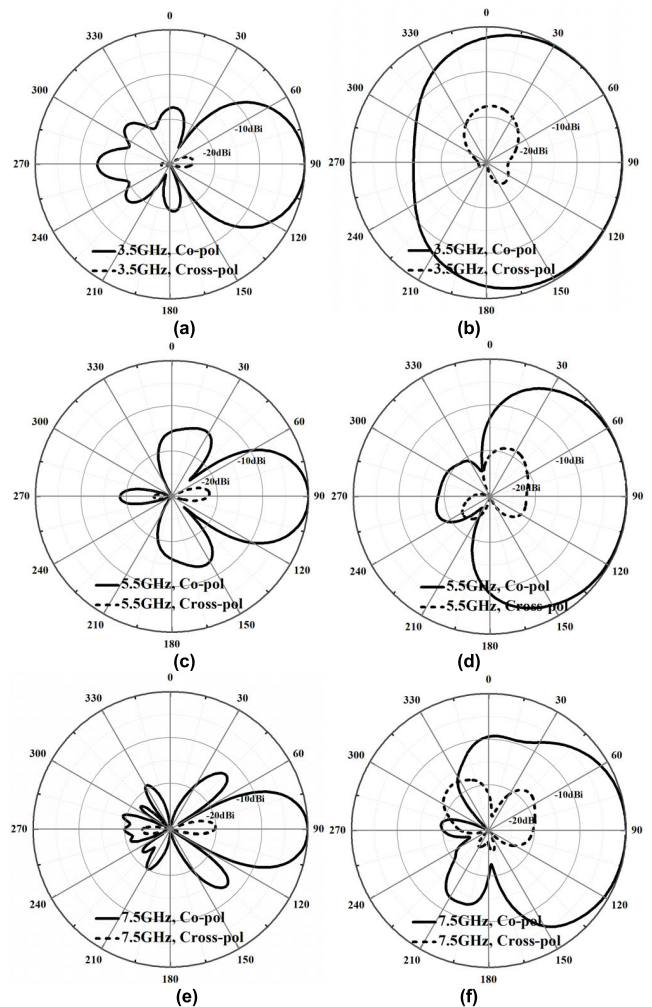 0
0
330
30
330
30
300
60
300
60
-10dBi
-10dBi
-20dBi
-20dBi
270
90
270
90
240
120
240
120
3.5GHz, Co-pol
3.5GHz, Co-pol
3.5GHz, Cross-pol
3.5GHz, Cross-pol
210
150
210
150
180
180
(a)
(b)
0
0
330
30
330
30
300
60
300
60
-10dBi
-10dBi
-20dBi
-20dBi
270
90
270
90
240
120
240
120
5.5GHz, Co-pol
5.5GHz, Co-pol
5.5GHz, Cross-pol
5.5GHz, Cross-pol
210
150
210
150
180
180
(c)
(d)
0
0
330
30
330
30
300
60
300
60
-10dBi
-10dBi
-20dBi
-20dBi
270
90
270
90
240
120
240
120
7.5GHz, Co-pol
7.5GHz, Co-pol
7.5GHz, Cross-pol
7.5GHz, Cross-pol
210
150
210
150
180
180
(e)
(f)